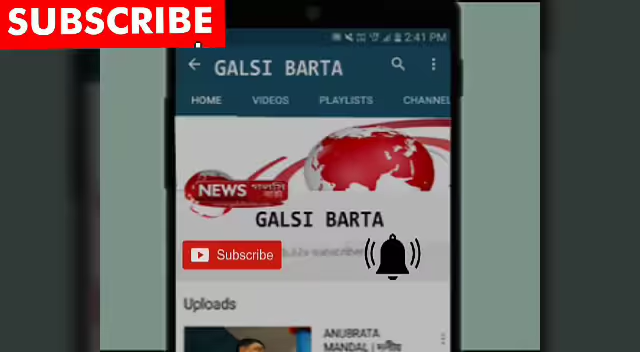 SUBSCRIBE
2:41 PM
GALSI BARTA
HOME VIDEOS PLAYLISTS CHANNEL
NEWS
GALSI BARTA
Subscribe
Uploads
ANUBRATA
MANDAL |